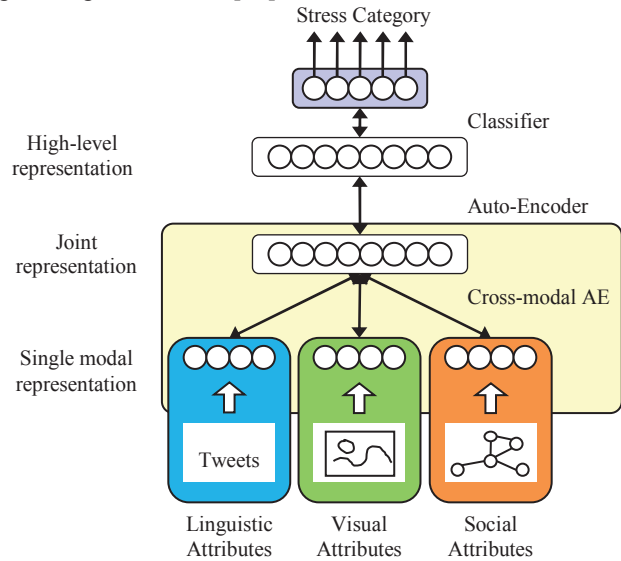 Stress Category
Classifier
High-level
representation
Auto-Encoder
Joint
representation
Cross-modal AE
Single modal
representation
Tweets
Linguistic
Attributes
Visual
Attributes
Social
Attributes